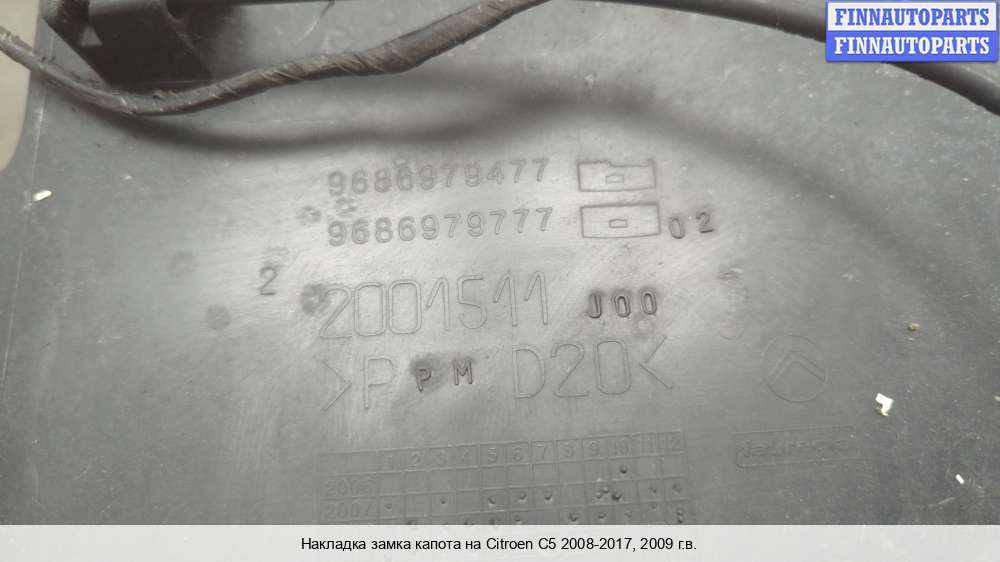 FINNAUTOPARTS
FINNAUTOPARTS
9686979477
9686979777 02
2
2001511 J00
>P PM D20<
1 2 3 4 5 6 7 8 9 10 11 12
2006
2007
Накладка замка капота на Citroen C5 2008-2017, 2009 г.в.